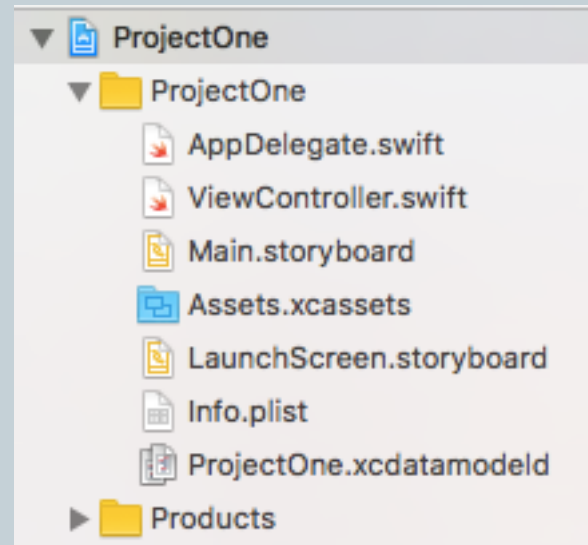 ProjectOne
ProjectOne
AppDelegate.swift
ViewController.swift
Main.storyboard
Assets.xcassets
LaunchScreen.storyboard
Info.plist
ProjectOne.xcdatamodeld
Products